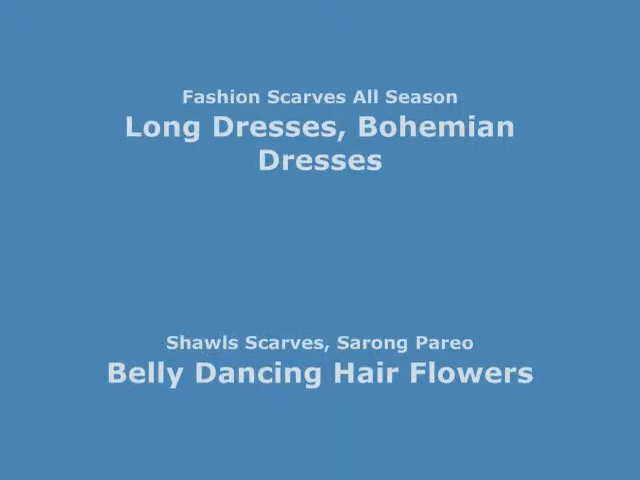 Fashion Scarves All Season
Long Dresses, Bohemian
Dresses
Shawls Scarves, Sarong Pareo
Belly Dancing Hair Flowers